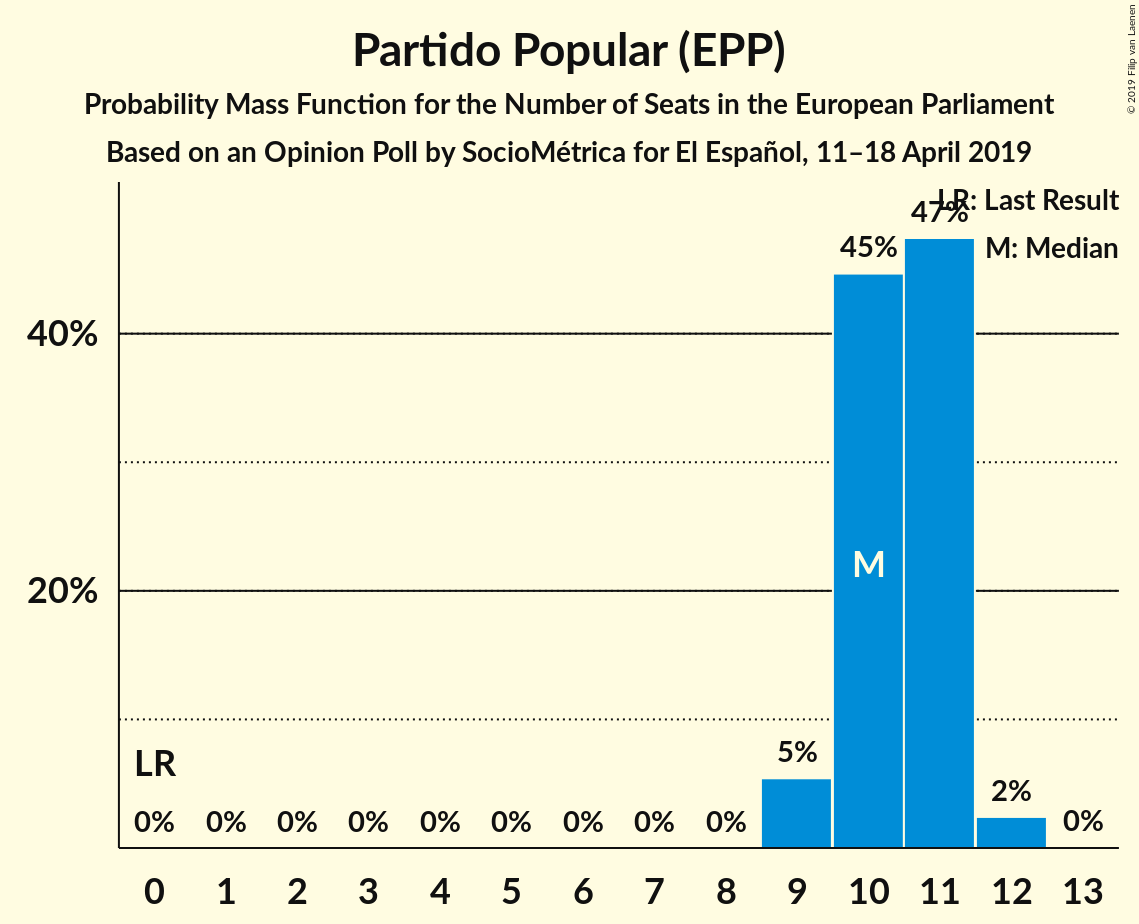 Partido Popular (EPP)
Probability Mass Function for the Number of Seats in the European Parliament
Based on an Opinion Poll by SocioMétrica for El Español, 11–18 April 2019
© 2019 Filip van Laenen
LR: Last Result
M: Median
47%
45%
40%
M
20%
LR
5%
2%
0% 0% 0% 0% 0% 0% 0% 0% 0% 0%
0 1 2 3 4 5 6 7 8 9 10 11 12 13